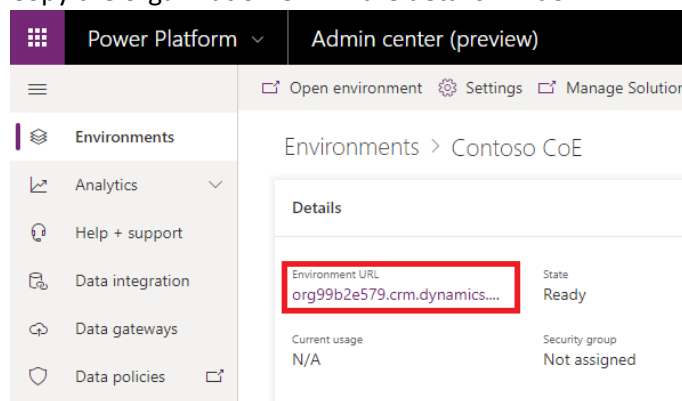 Power Platform
Admin center (preview)
Open environment
Settings
Manage Solution
Environments
Analytics
Help + support
Data integration
Data gateways
Data policies
Environments > Contoso CoE
Details
Environment URL
org99b2e579.crm.dynamics....
State
Ready
Current usage
N/A
Security group
Not assigned